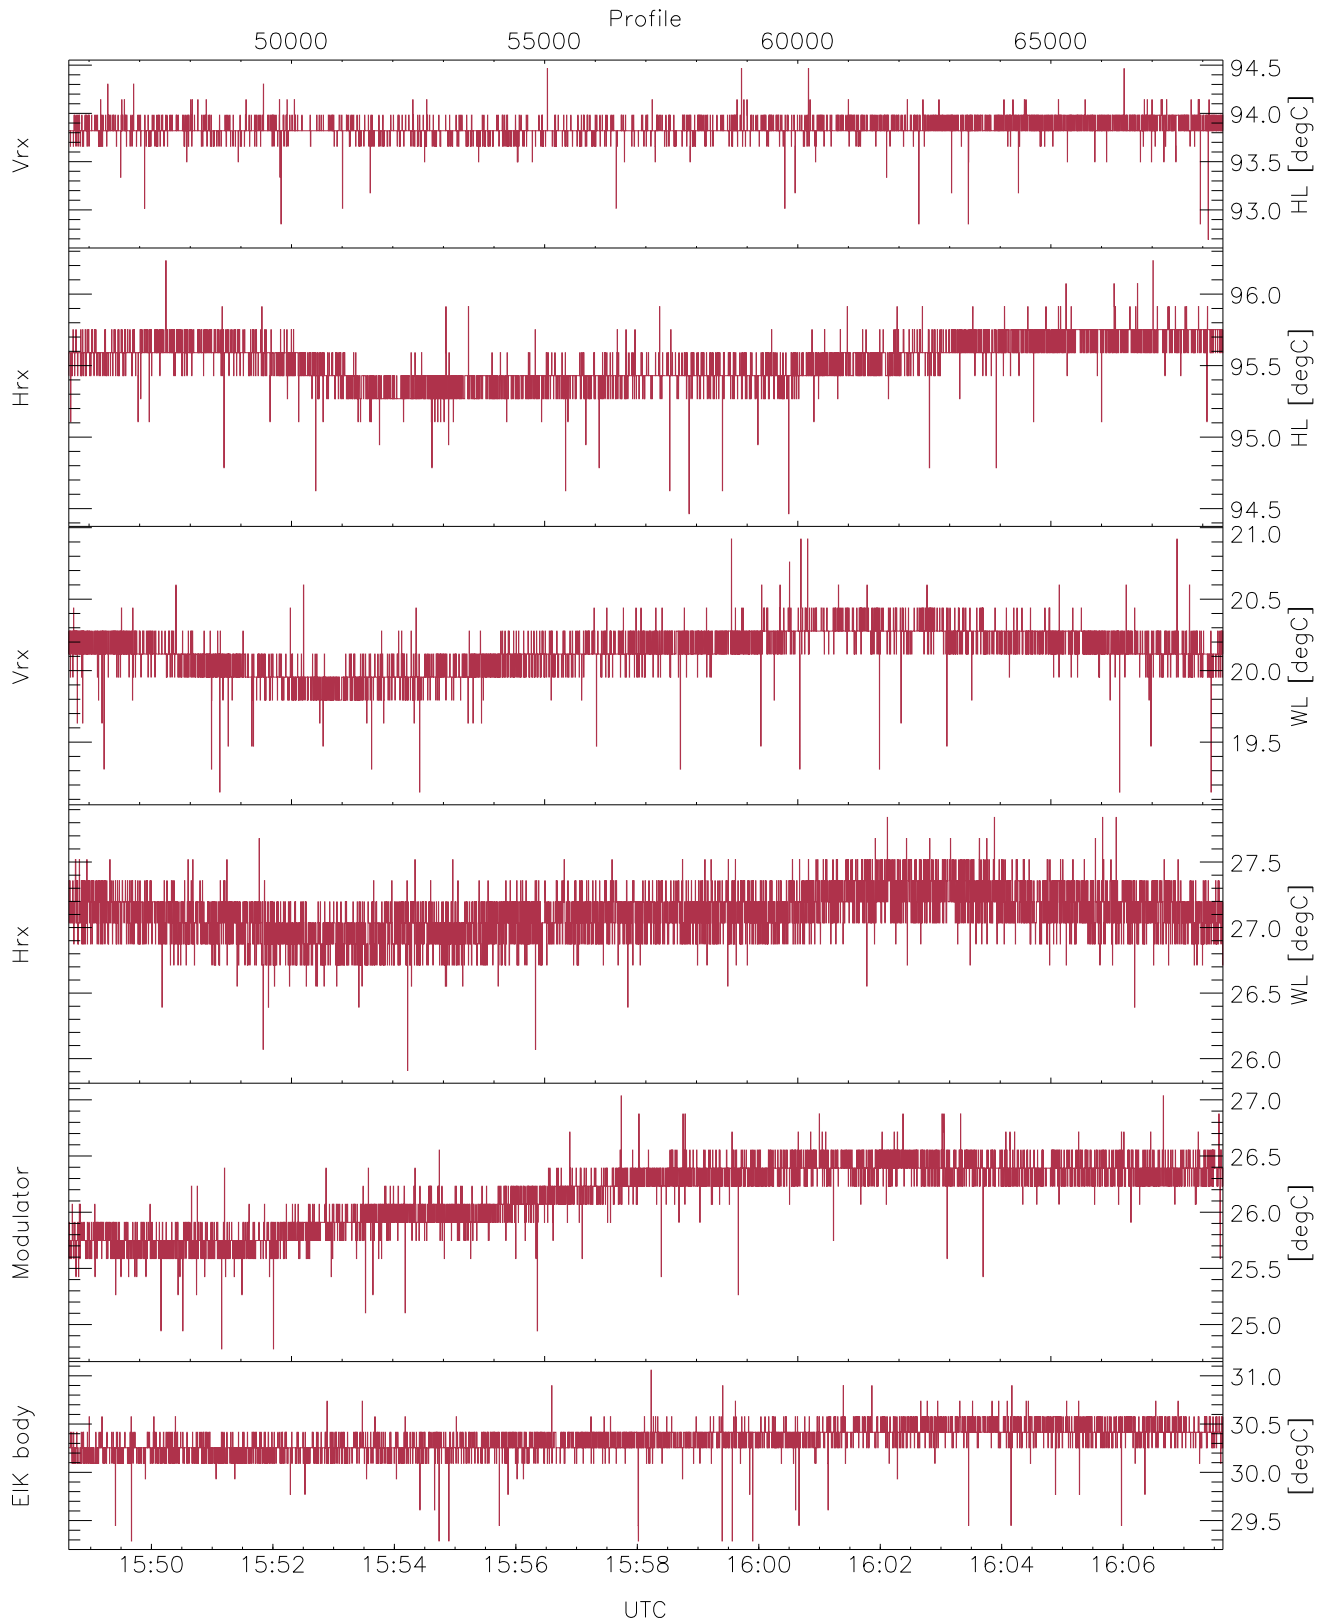 Profile
50000 55000 60000 65000
Vrx
94.5
94.0
93.5
93.0
HL [degC]
Hrx
96.0
95.5
95.0
94.5
HL [degC]
Vrx
21.0
20.5
20.0
19.5
WL [degC]
Hrx
27.5
27.0
26.5
26.0
WL [degC]
Modulator
27.0
26.5
26.0
25.5
25.0
[degC]
EIK body
31.0
30.5
30.0
29.5
[degC]
15:50 15:52 15:54 15:56 15:58 16:00 16:02 16:04 16:06
UTC